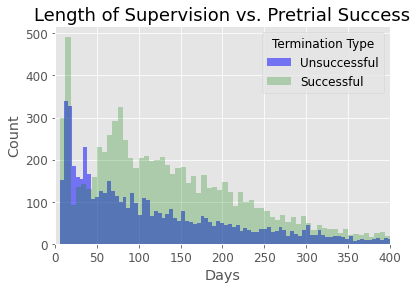 Length of Supervision vs. Pretrial Success
Termination Type
Unsuccessful
Successful
500
400
300
200
100
0
Count
0 50 100 150 200 250 300 350 400
Days